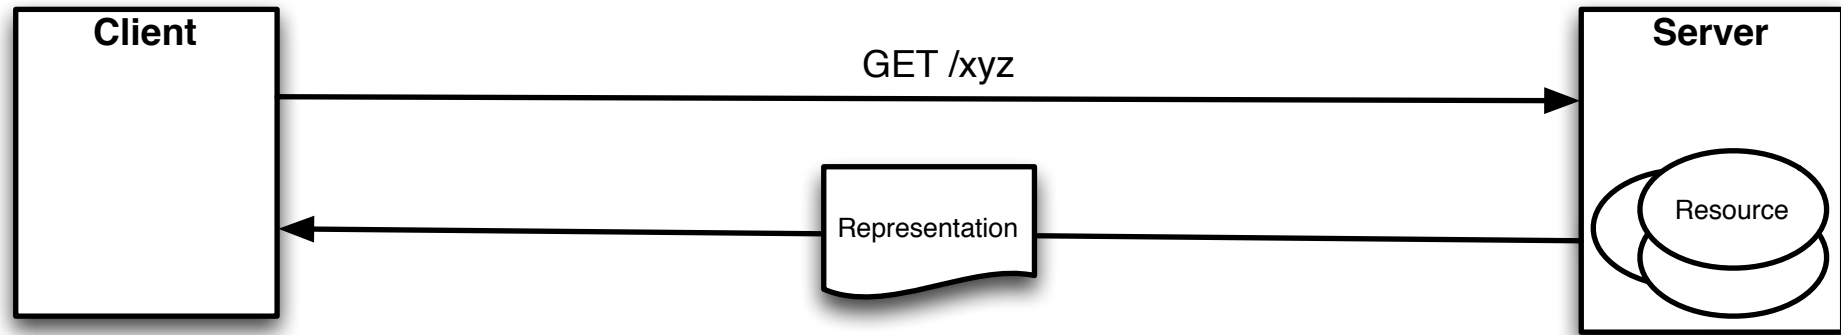 Client
Server
GET /xyz
Representation
Resource